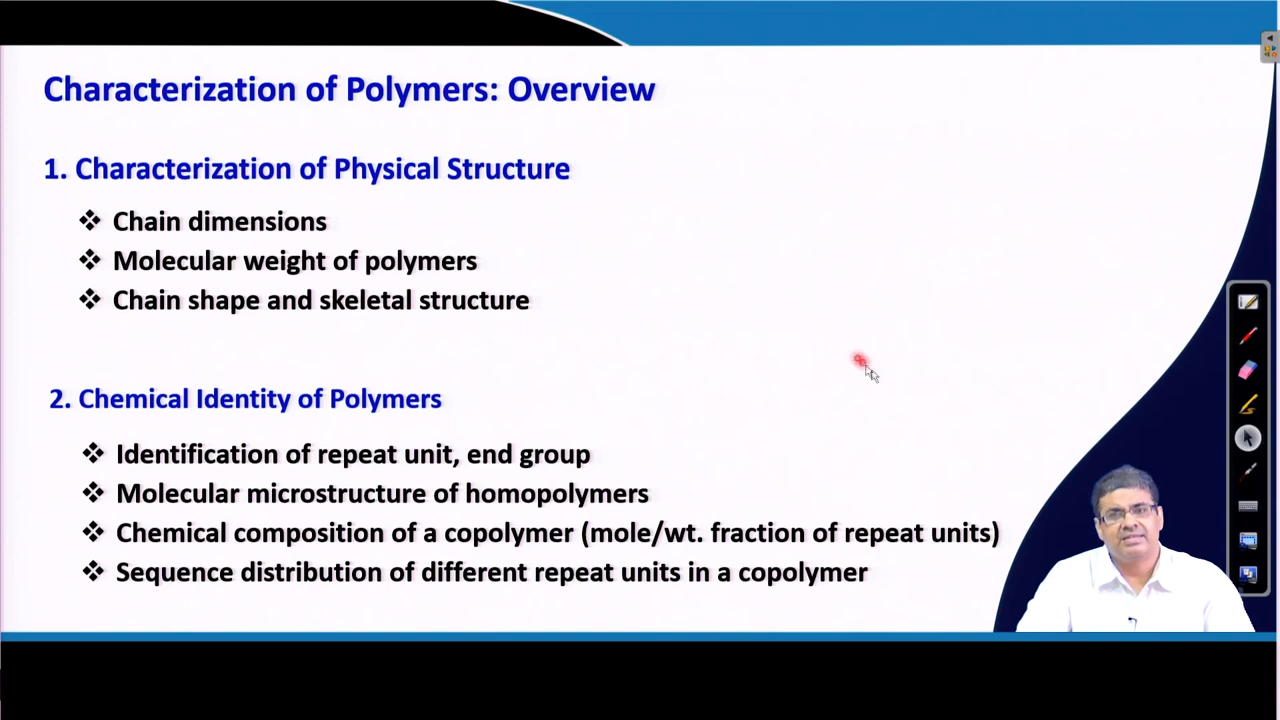 Characterization of Polymers: Overview
1. Characterization of Physical Structure
❖ Chain dimensions
❖ Molecular weight of polymers
❖ Chain shape and skeletal structure
2. Chemical Identity of Polymers
❖ Identification of repeat unit, end group
❖ Molecular microstructure of homopolymers
❖ Chemical composition of a copolymer (mole/wt. fraction of repeat units)
❖ Sequence distribution of different repeat units in a copolymer